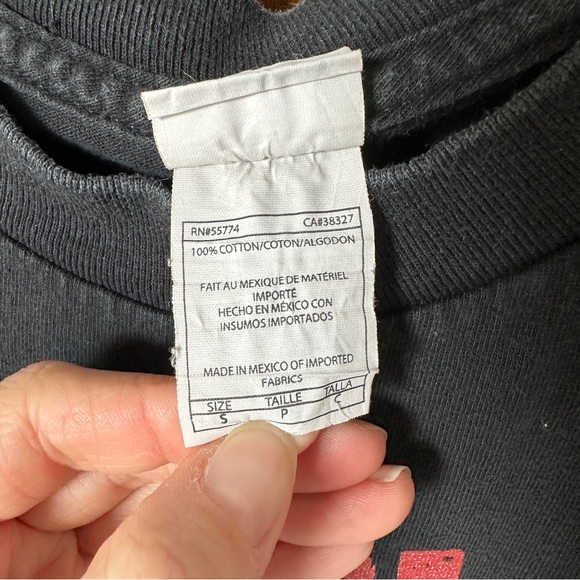 RN#55774 CA#38327
100% COTTON/COTON/ALGODON
FAIT AU MEXIQUE DE MATÉRIEL
IMPORTÉ
HECHO EN MÉXICO CON
INSUMOS IMPORTADOS
MADE IN MEXICO OF IMPORTED
FABRICS
SIZE TAILLE TALLA
S P C